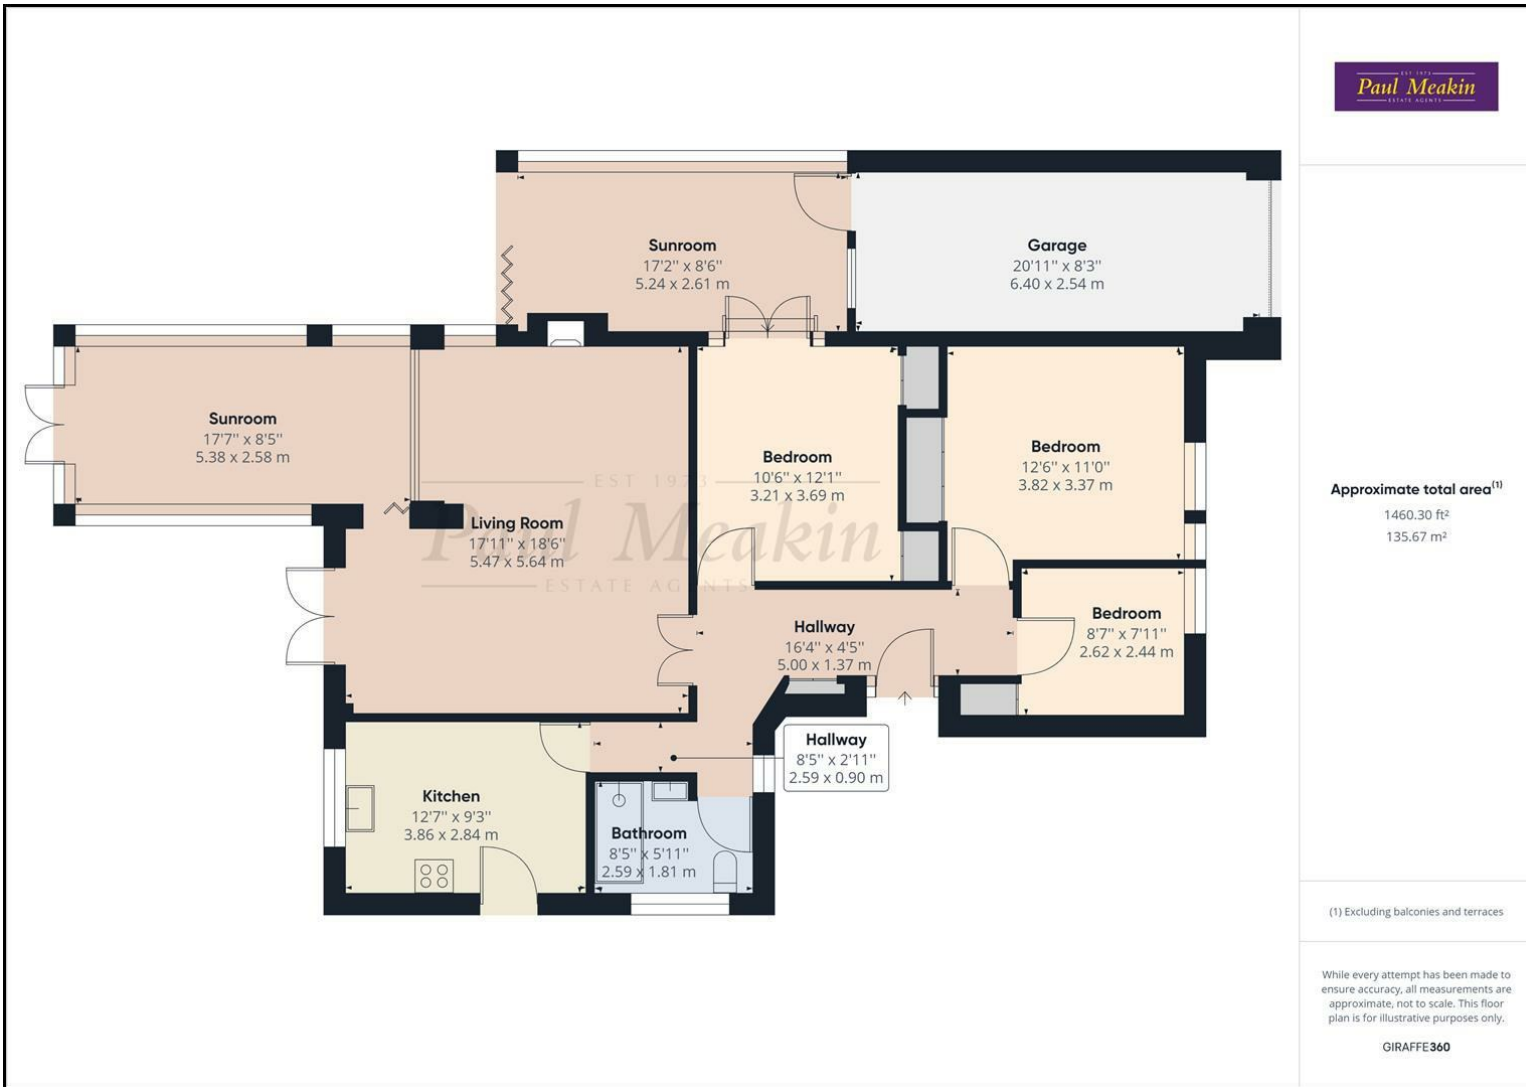 EST 1973
Paul Meakin
ESTATE AGENTS
Sunroom
17'2" x 8'6"
5.24 x 2.61 m
Garage
20'11" x 8'3"
6.40 x 2.54 m
Sunroom
17'7" x 8'5"
5.38 x 2.58 m
Living Room
17'11" x 18'6"
5.47 x 5.64 m
Bedroom
10'6" x 12'1"
3.21 x 3.69 m
Bedroom
12'6" x 11'0"
3.82 x 3.37 m
EST 1973
Paul Meakin
ESTATE AGENTS
Bedroom
8'7" x 7'11"
2.62 x 2.44 m
Hallway
16'4" x 4'5"
5.00 x 1.37 m
Hallway
8'5" x 2'11"
2.59 x 0.90 m
Kitchen
12'7" x 9'3"
3.86 x 2.84 m
Bathroom
8'5" x 5'11"
2.59 x 1.81 m
Approximate total area(1)
1460.30 ft²
135.67 m²
(1) Excluding balconies and terraces
While every attempt has been made to
ensure accuracy, all measurements are
approximate, not to scale. This floor
plan is for illustrative purposes only.
GIRAFFE360